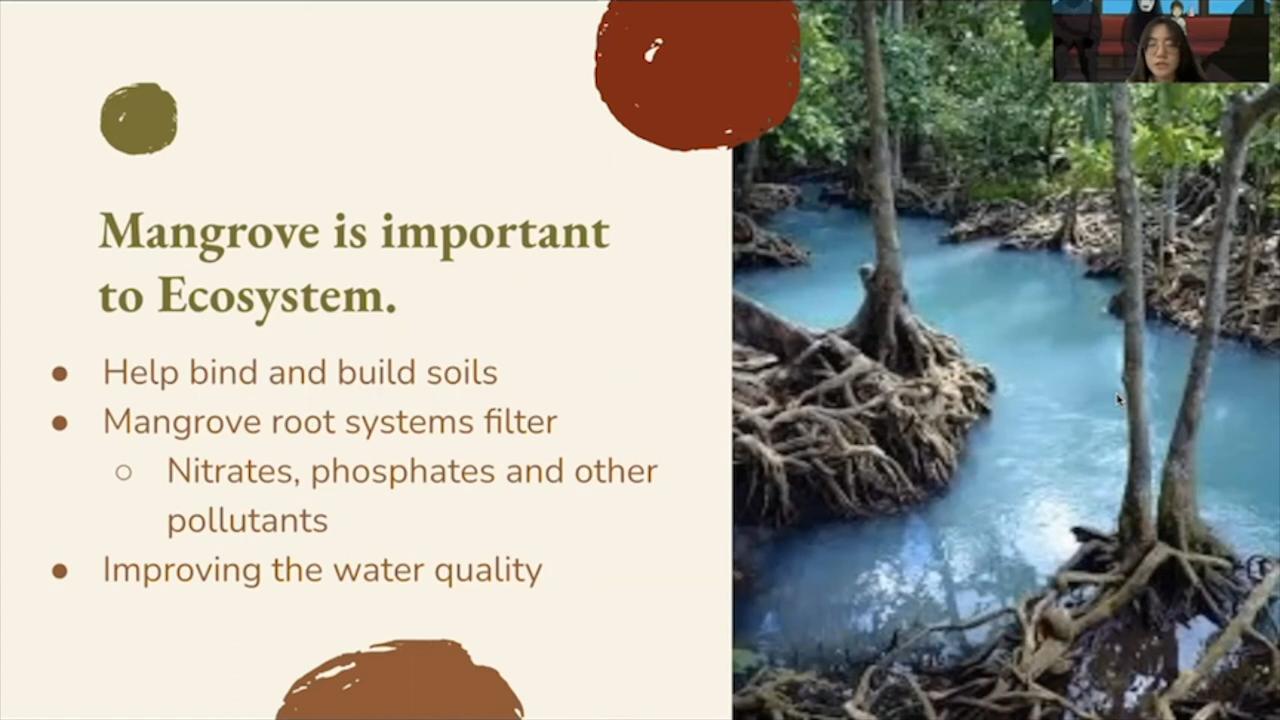 Mangrove is important
to Ecosystem.
● Help bind and build soils
● Mangrove root systems filter
○ Nitrates, phosphates and other
pollutants
● Improving the water quality